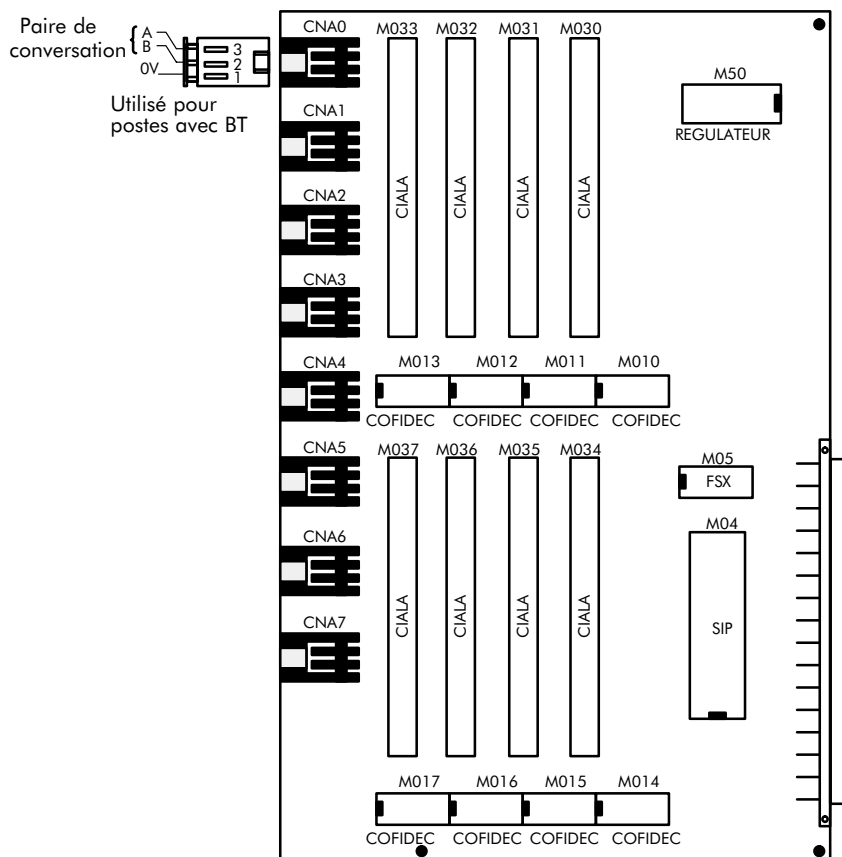 Paire de
conversation
A
B
0V
3
2
1
Utilisé pour
postes avec BT
CNA0
CNA1
CNA2
CNA3
CNA4
CNA5
CNA6
CNA7
M033 M032 M031 M030
CIALA CIALA CIALA CIALA
M50
REGULATEUR
M013 M012 M011 M010
COFIDEC COFIDEC COFIDEC COFIDEC
M037 M036 M035 M034
CIALA CIALA CIALA CIALA
M05
FSX
M04
SIP
M017 M016 M015 M014
COFIDEC COFIDEC COFIDEC COFIDEC